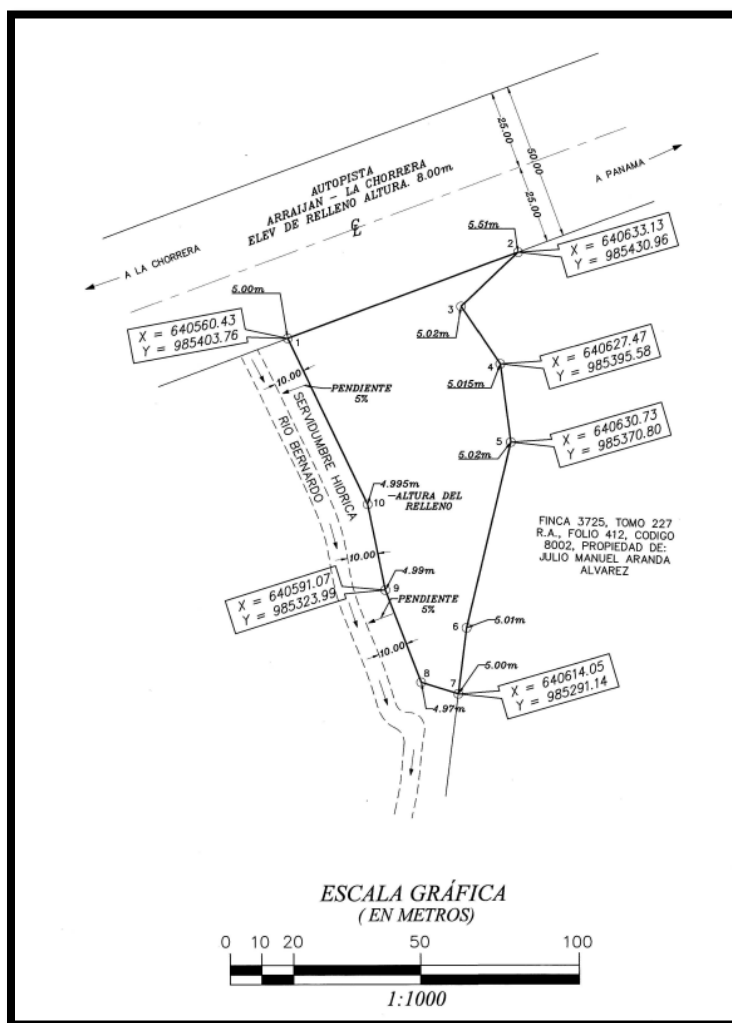 25.00
50.00
25.00
AUTOPISTA
ARRAIJAN - LA CHORRERA
ELEV DE RELLENO ALTURA. 8.00m
CL
A PANAMA
A LA CHORRERA
5.51m
2
X = 640633.13
Y = 985430.96
5.00m
1
X = 640560.43
Y = 985403.76
3
5.02m
4
X = 640627.47
Y = 985395.58
5.015m
10.00
PENDIENTE
5%
SERVIDUMBRE HIDRICA
RIO BERNARDO
5
X = 640630.73
Y = 985370.80
5.02m
4.995m
10
ALTURA DEL
RELLENO
FINCA 3725, TOMO 227
R.A., FOLIO 412, CODIGO
8002, PROPIEDAD DE:
JULIO MANUEL ARANDA
ALVAREZ
10.00
4.99m
9
X = 640591.07
Y = 985323.99
PENDIENTE
5%
10.00
6
5.01m
8
7
5.00m
X = 640614.05
Y = 985291.14
4.97m
ESCALA GRÁFICA
( EN METROS)
0 10 20 50 100
1:1000